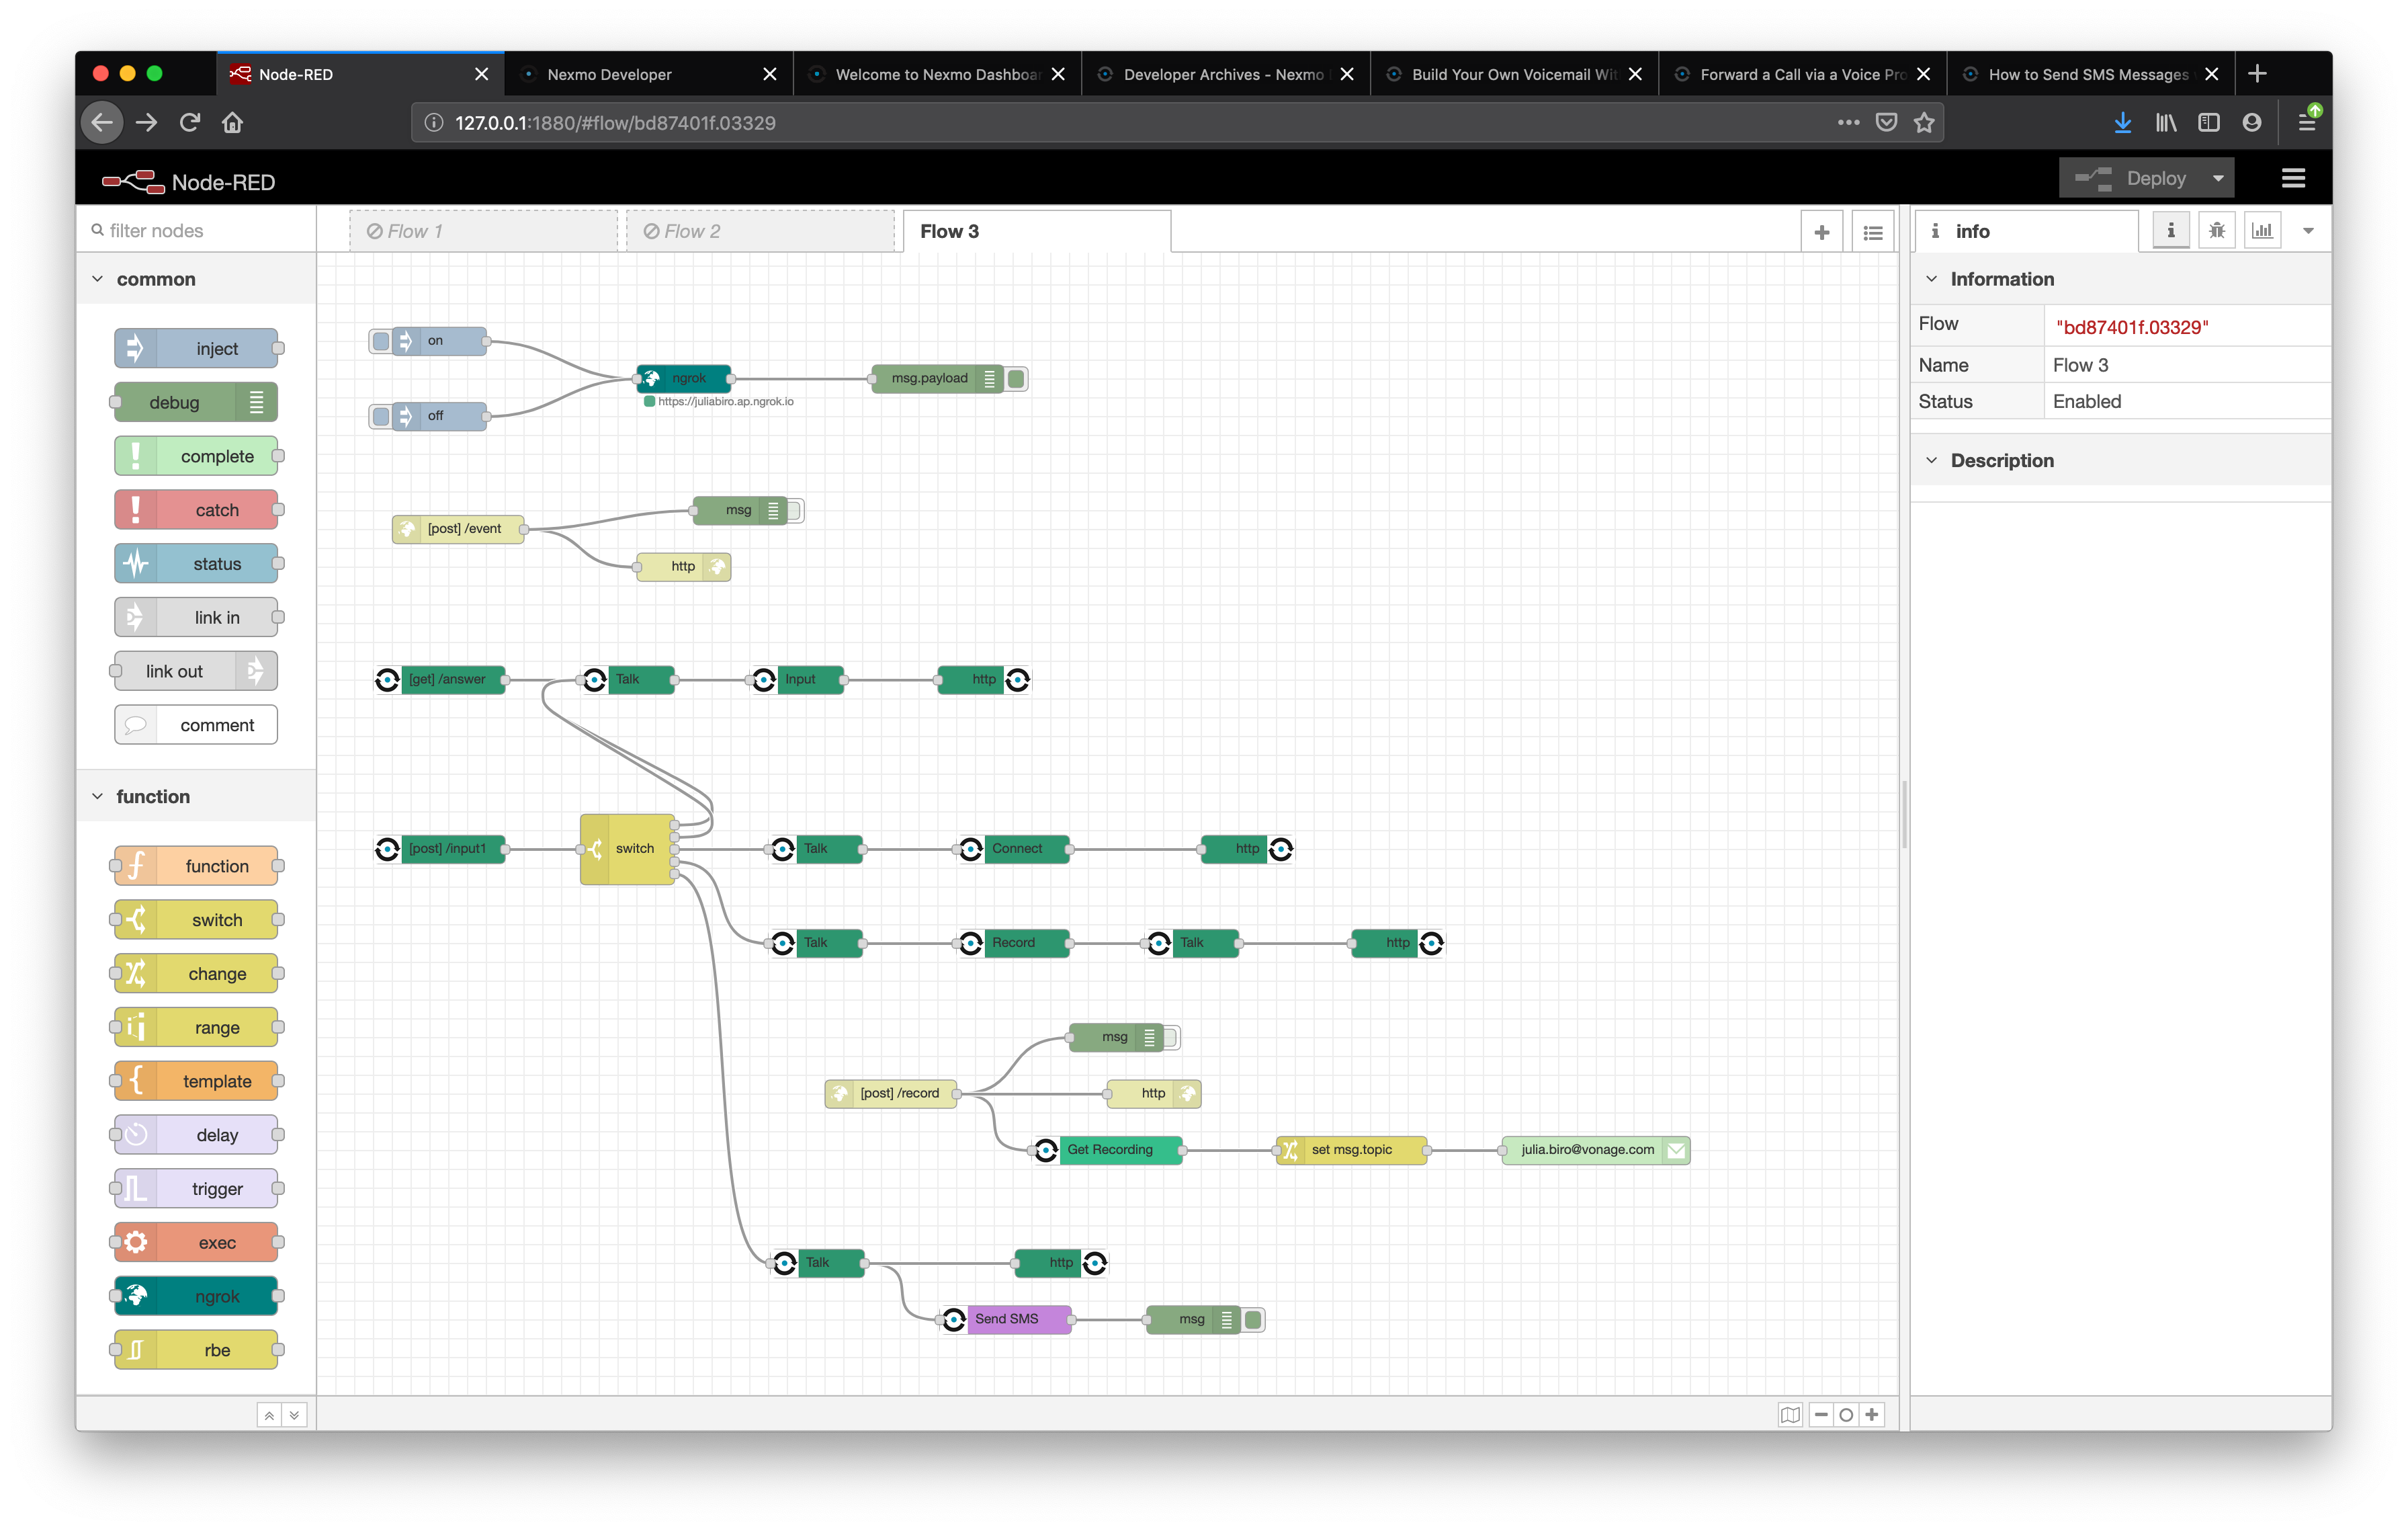 Node-RED
Nexmo Developer
Welcome to Nexmo Dashboar
Developer Archives - Nexmo
Build Your Own Voicemail Wit
Forward a Call via a Voice Pro
How to Send SMS Messages
127.0.0.1:1880/#flow/bd87401f.03329
Node-RED
Deploy
filter nodes
Flow 1
Flow 2
Flow 3
info
common
inject
debug
complete
catch
status
link in
link out
comment
function
function
switch
change
range
template
delay
trigger
exec
ngrok
rbe
on
off
ngrok
https://juliabiro.ap.ngrok.io
msg.payload
[post] /event
msg
http
[get] /answer
Talk
Input
http
[post] /input1
switch
Talk
Connect
http
Talk
Record
Talk
http
msg
[post] /record
http
Get Recording
set msg.topic
julia.biro@vonage.com
Talk
http
Send SMS
msg
Information
Flow "bd87401f.03329"
Name Flow 3
Status Enabled
Description